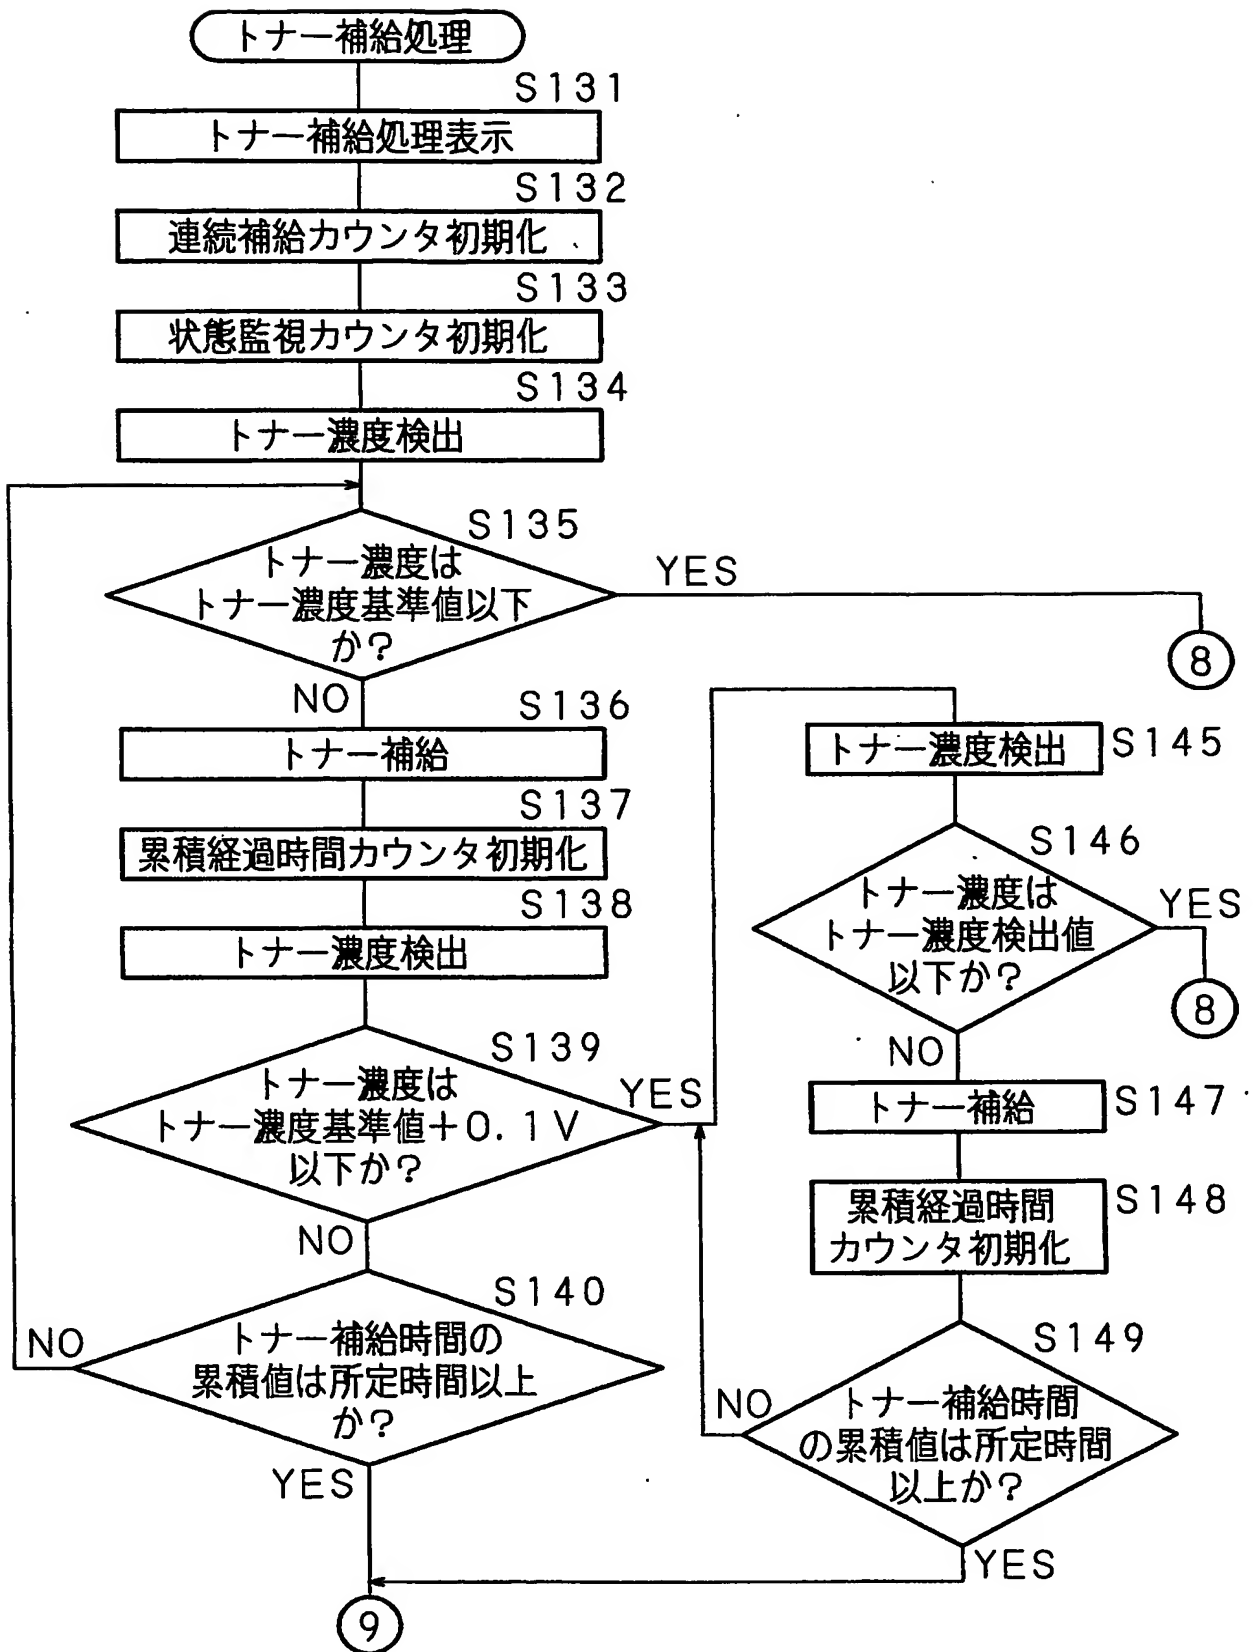 トナー補給処理
S131
トナー補給処理表示
S132
連続補給カウンタ初期化
S133
状態監視カウンタ初期化
S134
トナー濃度検出
S135
トナー濃度は
トナー濃度基準値以下
か?
YES
8
NO
S136
トナー補給
S137
累積経過時間カウンタ初期化
S138
トナー濃度検出
S139
トナー濃度は
トナー濃度基準値+0.1V
以下か?
YES
NO
S140
トナー補給時間の
累積値は所定時間以上
か?
NO
YES
トナー濃度検出
S145
S146
トナー濃度は
トナー濃度検出値
以下か?
YES
8
NO
トナー補給
S147
累積経過時間
カウンタ初期化
S148
S149
トナー補給時間
の累積値は所定時間
以上か?
NO
YES
9